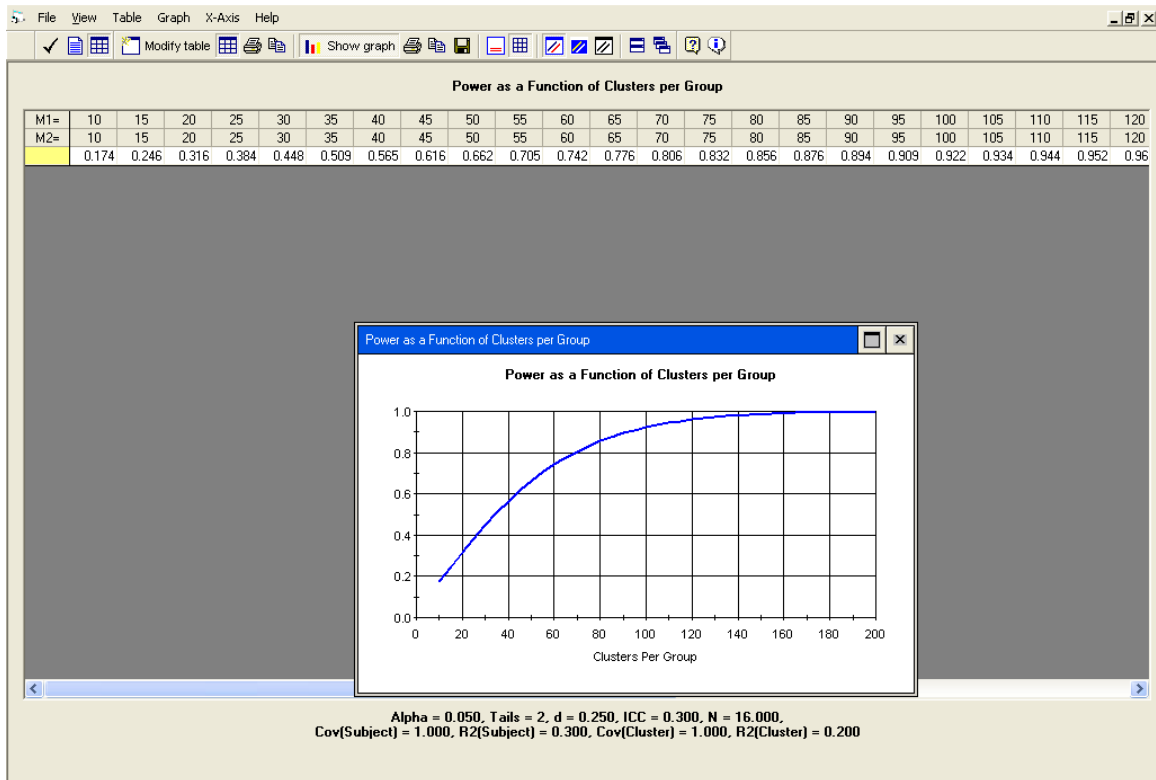 File View Table Graph X-Axis Help
Modify table Show graph
Power as a Function of Clusters per Group
M1= 10 15 20 25 30 35 40 45 50 55 60 65 70 75 80 85 90 95 100 105 110 115 120
M2= 10 15 20 25 30 35 40 45 50 55 60 65 70 75 80 85 90 95 100 105 110 115 120
0.174 0.246 0.316 0.384 0.448 0.509 0.565 0.616 0.662 0.705 0.742 0.776 0.806 0.832 0.856 0.876 0.894 0.909 0.922 0.934 0.944 0.952 0.96
Power as a Function of Clusters per Group
Power as a Function of Clusters per Group
1.0
0.8
0.6
0.4
0.2
0.0
0 20 40 60 80 100 120 140 160 180 200
Clusters Per Group
Alpha = 0.050, Tails = 2, d = 0.250, ICC = 0.300, N = 16.000,
Cov(Subject) = 1.000, R2(Subject) = 0.300, Cov(Cluster) = 1.000, R2(Cluster) = 0.200